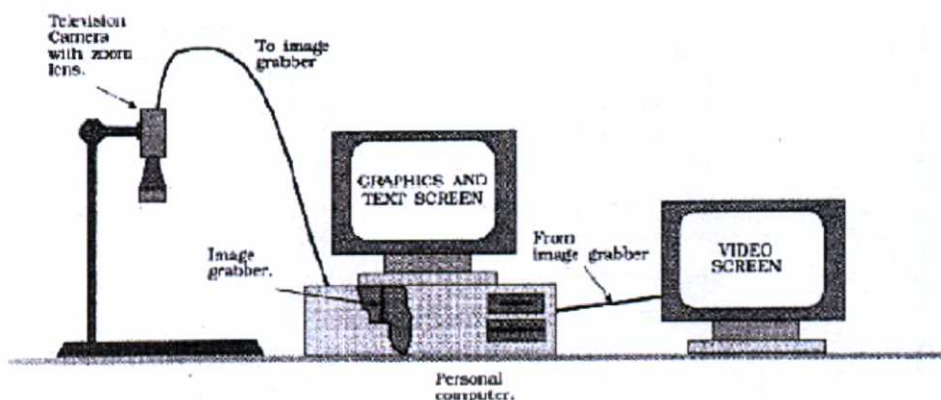 Television
Camera
with zoom
lens.
To image
grabber
GRAPHICS AND
TEXT SCREEN
Image
grabber.
From
image grabber
VIDEO
SCREEN
Personal
computer.